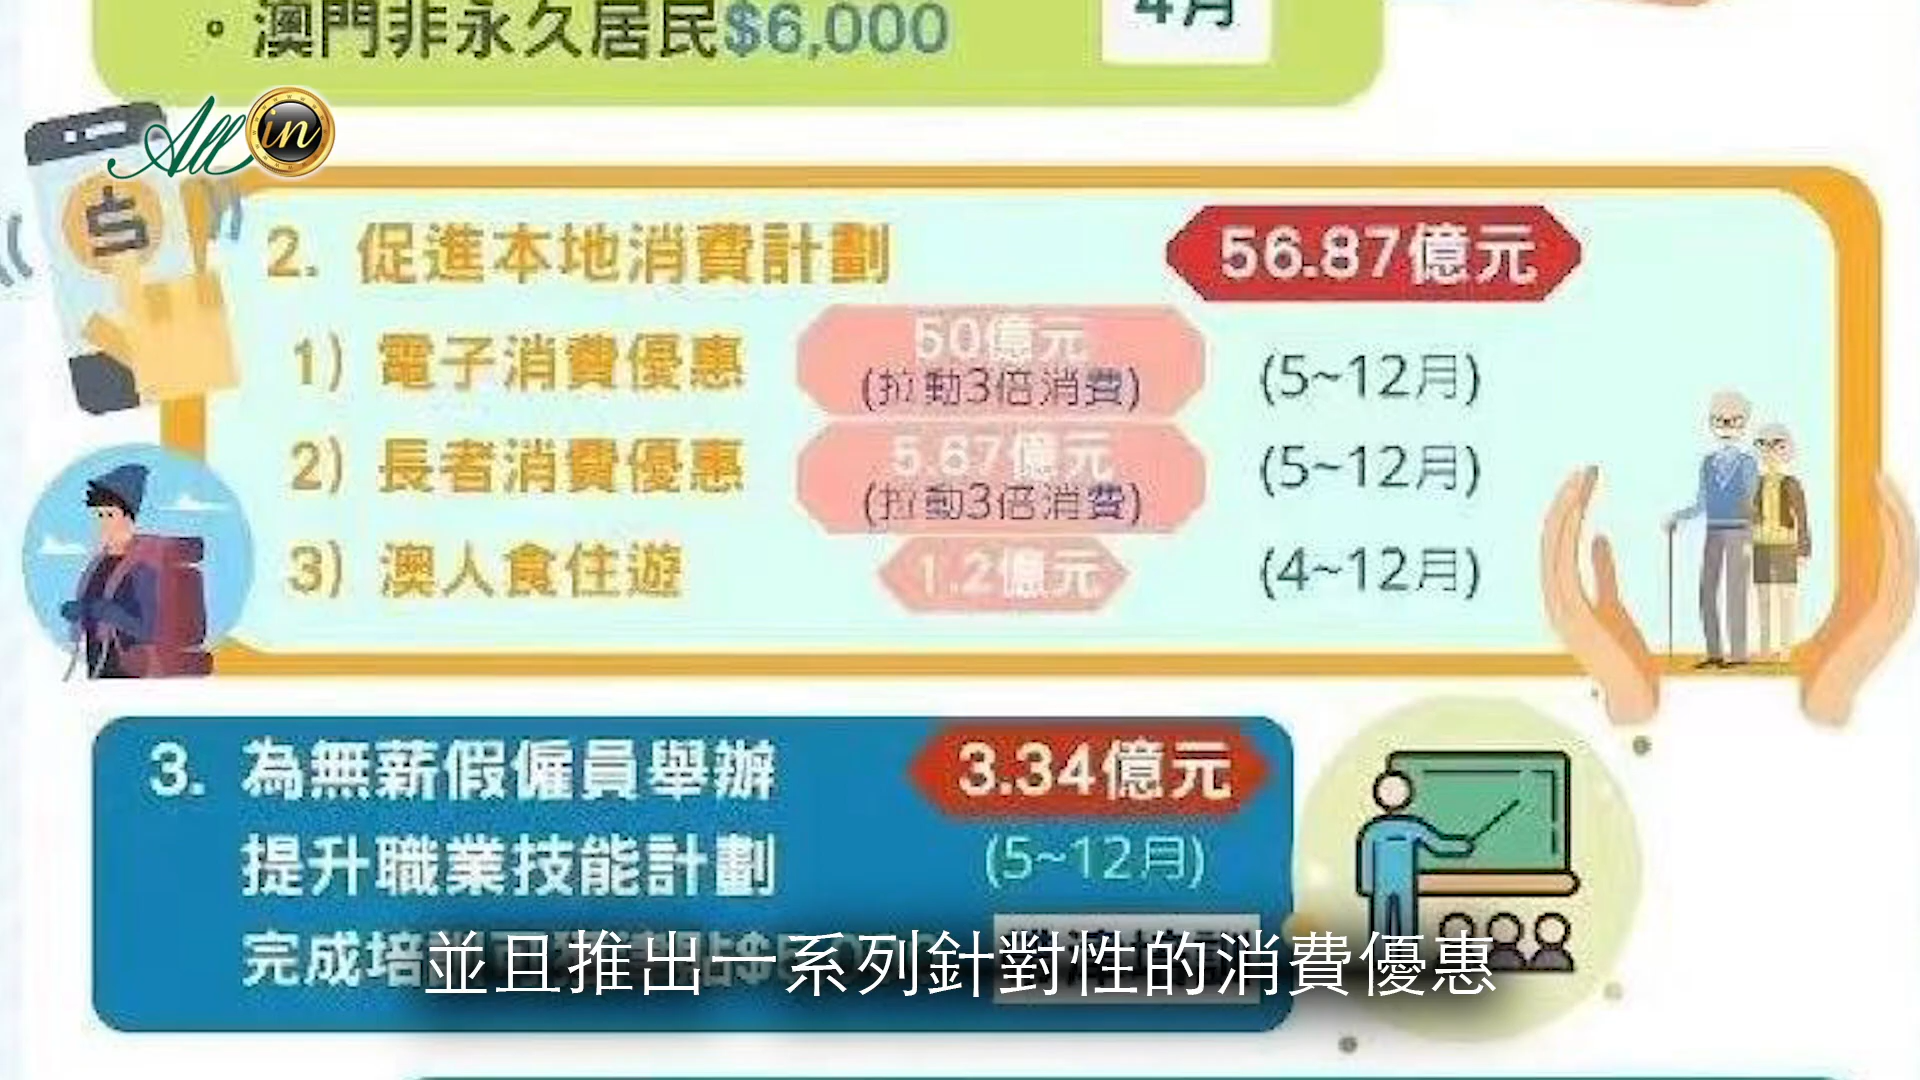 • 澳門非永久居民$6,000
4月
All in
2. 促進本地消費計劃
56.87億元
1) 電子消費優惠
50億元
(拉動3倍消費)
(5~12月)
2) 長者消費優惠
5.67億元
(拉動3倍消費)
(5~12月)
3) 澳人食住遊
1.2億元
(4~12月)
3. 為無薪假僱員舉辦
3.34億元
提升職業技能計劃
(5~12月)
完成培
並且推出一系列針對性的消費優惠